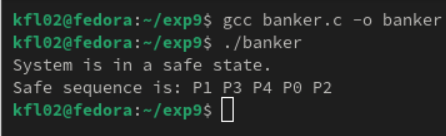 kfl02@fedora:~/exp9$ gcc banker.c -o banker
kfl02@fedora:~/exp9$ ./banker
System is in a safe state.
Safe sequence is: P1 P3 P4 P0 P2
kfl02@fedora:~/exp9$